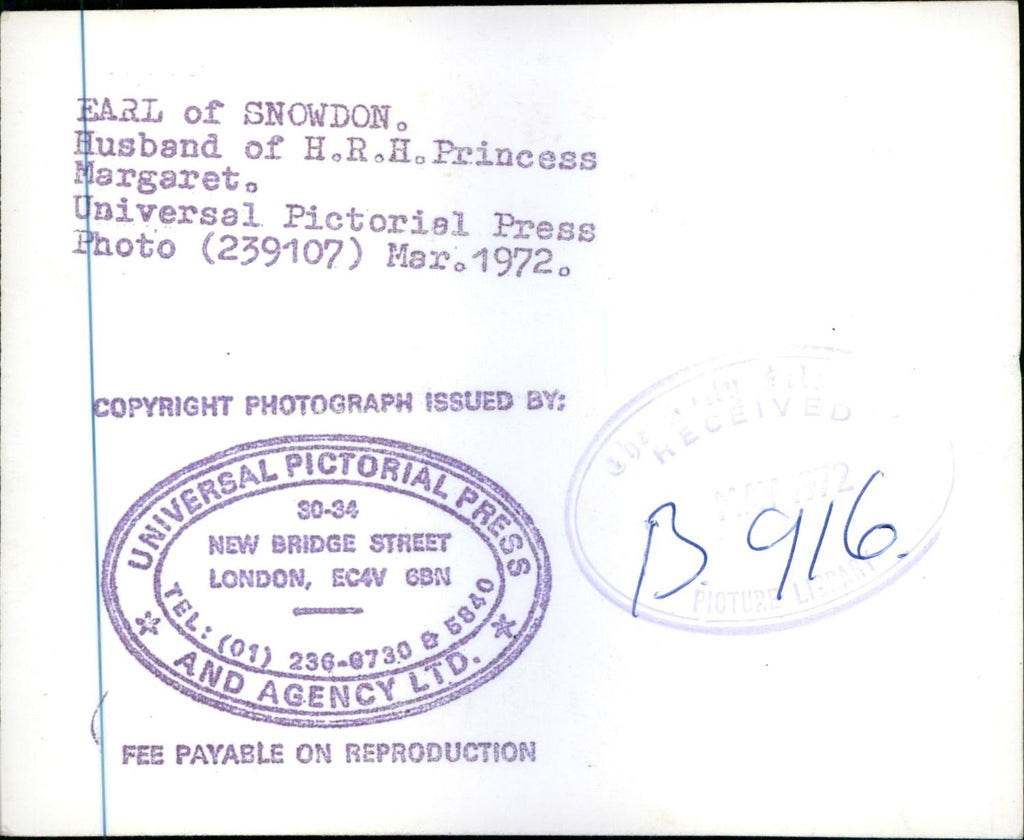 EARL of SNOWDON.
Husband of H.R.H.Princess
Margaret.
Universal Pictorial Press
Photo (239107) Mar.1972.
COPYRIGHT PHOTOGRAPH ISSUED BY:
UNIVERSAL PICTORIAL PRESS
30-34
NEW BRIDGE STREET
LONDON, EC4V 6BN
TEL: (01) 236-6730 & 5840
* AND AGENCY LTD. *
FEE PAYABLE ON REPRODUCTION
RECEIVED
MAY 1972
B. 916.
PICTURE LIBRARY